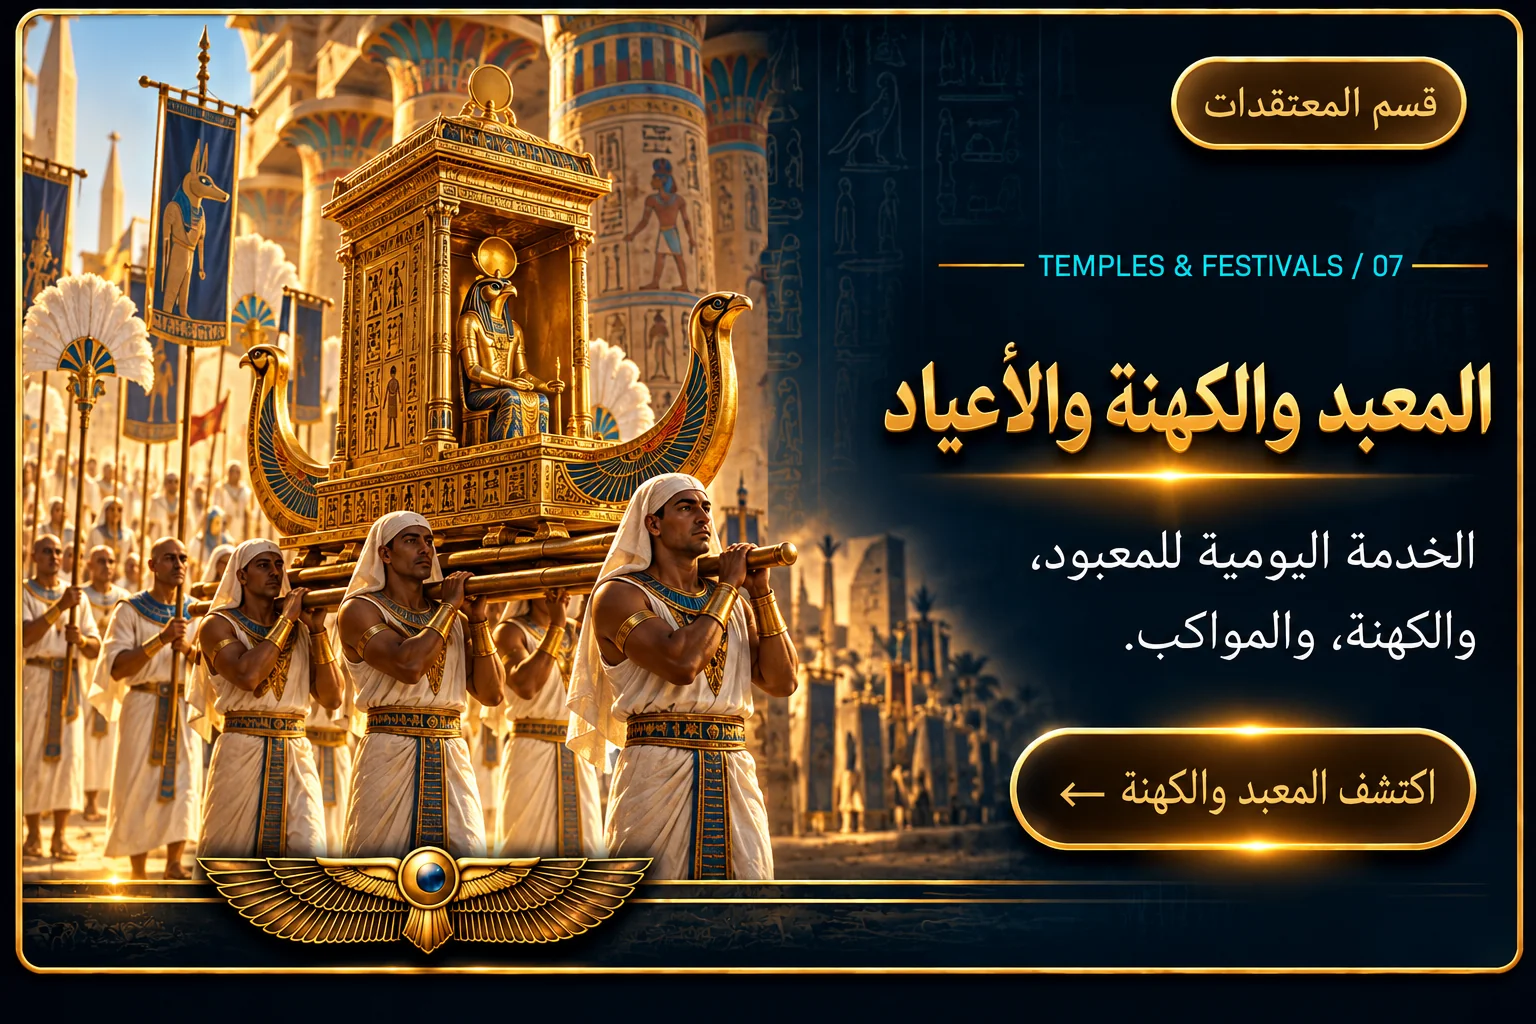 قسم المعتقدات
TEMPLES & FESTIVALS / 07
المعبد والكهنة والأعياد
الخدمة اليومية للمعبود،
والكهنة، والمواكب.
اكتشف المعبد والكهنة ←